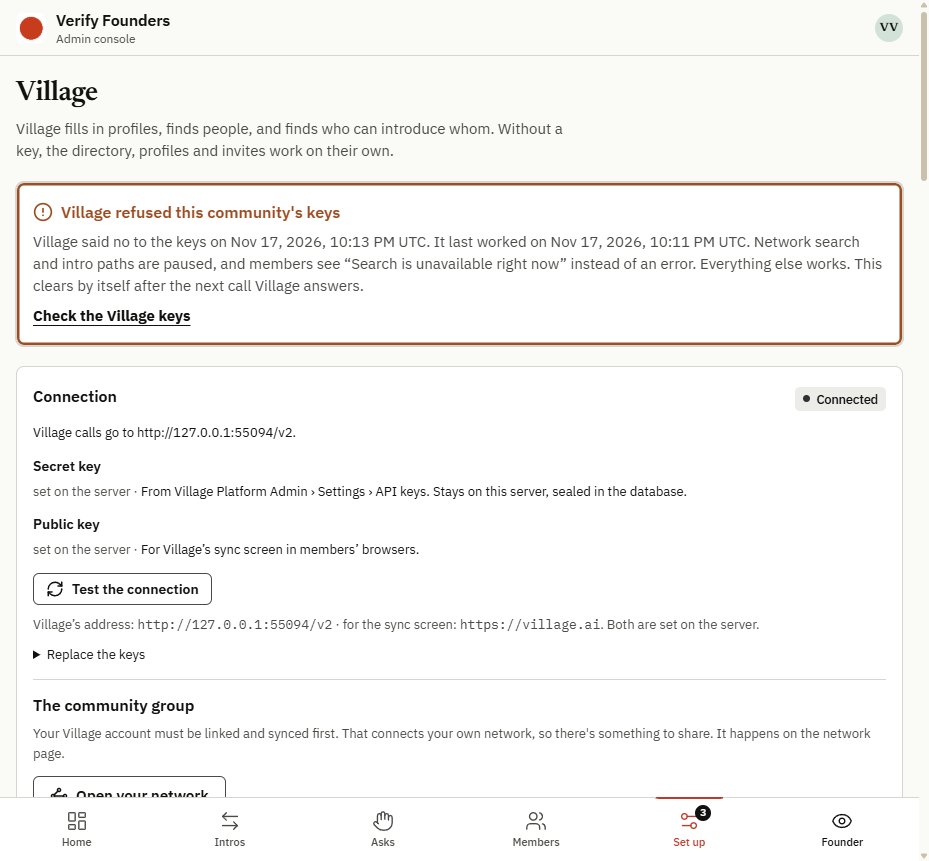 Verify Founders
Admin console
VV
Village
Village fills in profiles, finds people, and finds who can introduce whom. Without a
key, the directory, profiles and invites work on their own.
Village refused this community's keys
Village said no to the keys on Nov 17, 2026, 10:13 PM UTC. It last worked on Nov 17, 2026, 10:11 PM UTC. Network search
and intro paths are paused, and members see “Search is unavailable right now” instead of an error. Everything else works. This
clears by itself after the next call Village answers.
Check the Village keys
Connection
Connected
Village calls go to http://127.0.0.1:55094/v2.
Secret key
set on the server · From Village Platform Admin › Settings › API keys. Stays on this server, sealed in the database.
Public key
set on the server · For Village’s sync screen in members’ browsers.
Test the connection
Village’s address: http://127.0.0.1:55094/v2 · for the sync screen: https://village.ai. Both are set on the server.
Replace the keys
The community group
Your Village account must be linked and synced first. That connects your own network, so there's something to share. It happens on the network
page.
Open your network
Home
Intros
Asks
Members
3
Set up
Founder